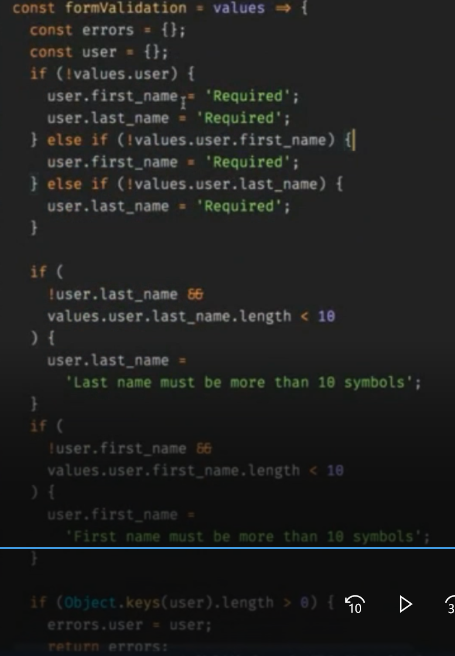 const formValidation = values => {
const errors = {};
const user = {};
if (!values.user) {
user.first_name = 'Required';
user.last_name = 'Required';
} else if (!values.user.first_name) {
user.first_name = 'Required';
} else if (!values.user.last_name) {
user.last_name = 'Required';
}
if (
!user.last_name &&
values.user.last_name.length < 10
) {
user.last_name =
'Last name must be more than 10 symbols';
}
if (
!user.first_name &&
values.user.first_name.length < 10
) {
user.first_name =
'First name must be more than 10 symbols';
}
if (Object.keys(user).length > 0) {
10
3
errors.user = user;
return errors;